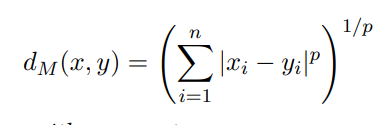 d_M(x, y) = \left( \sum_{i=1}^{n} |x_i - y_i|^p \right)^{1/p}